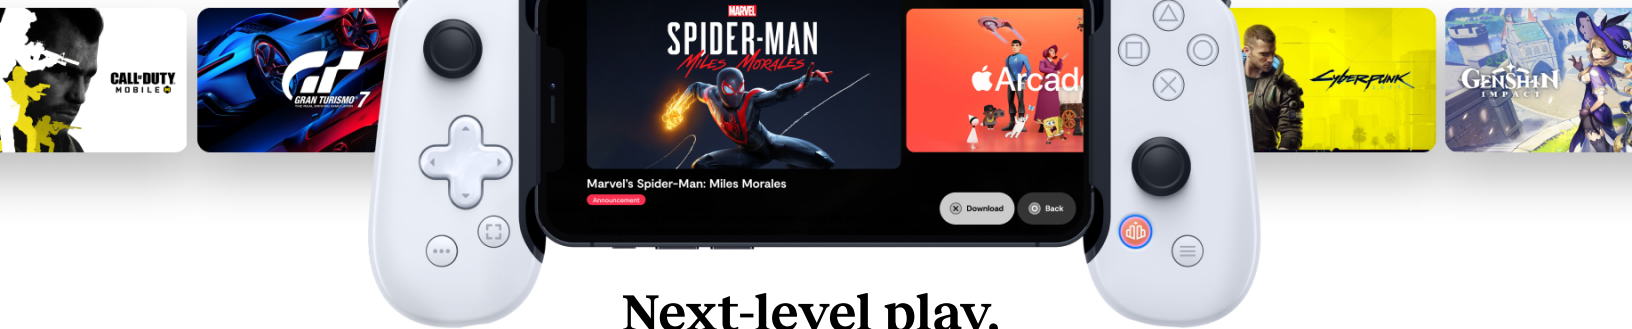 CALL OF DUTY
MOBILE
GT
GRAN TURISMO 7
MARVEL
SPIDER-MAN
MILES MORALES
Arcade
CYBERPUNK
GENSHIN
IMPACT
Marvel's Spider-Man: Miles Morales
Announcement
Download
Back
Next-level play.